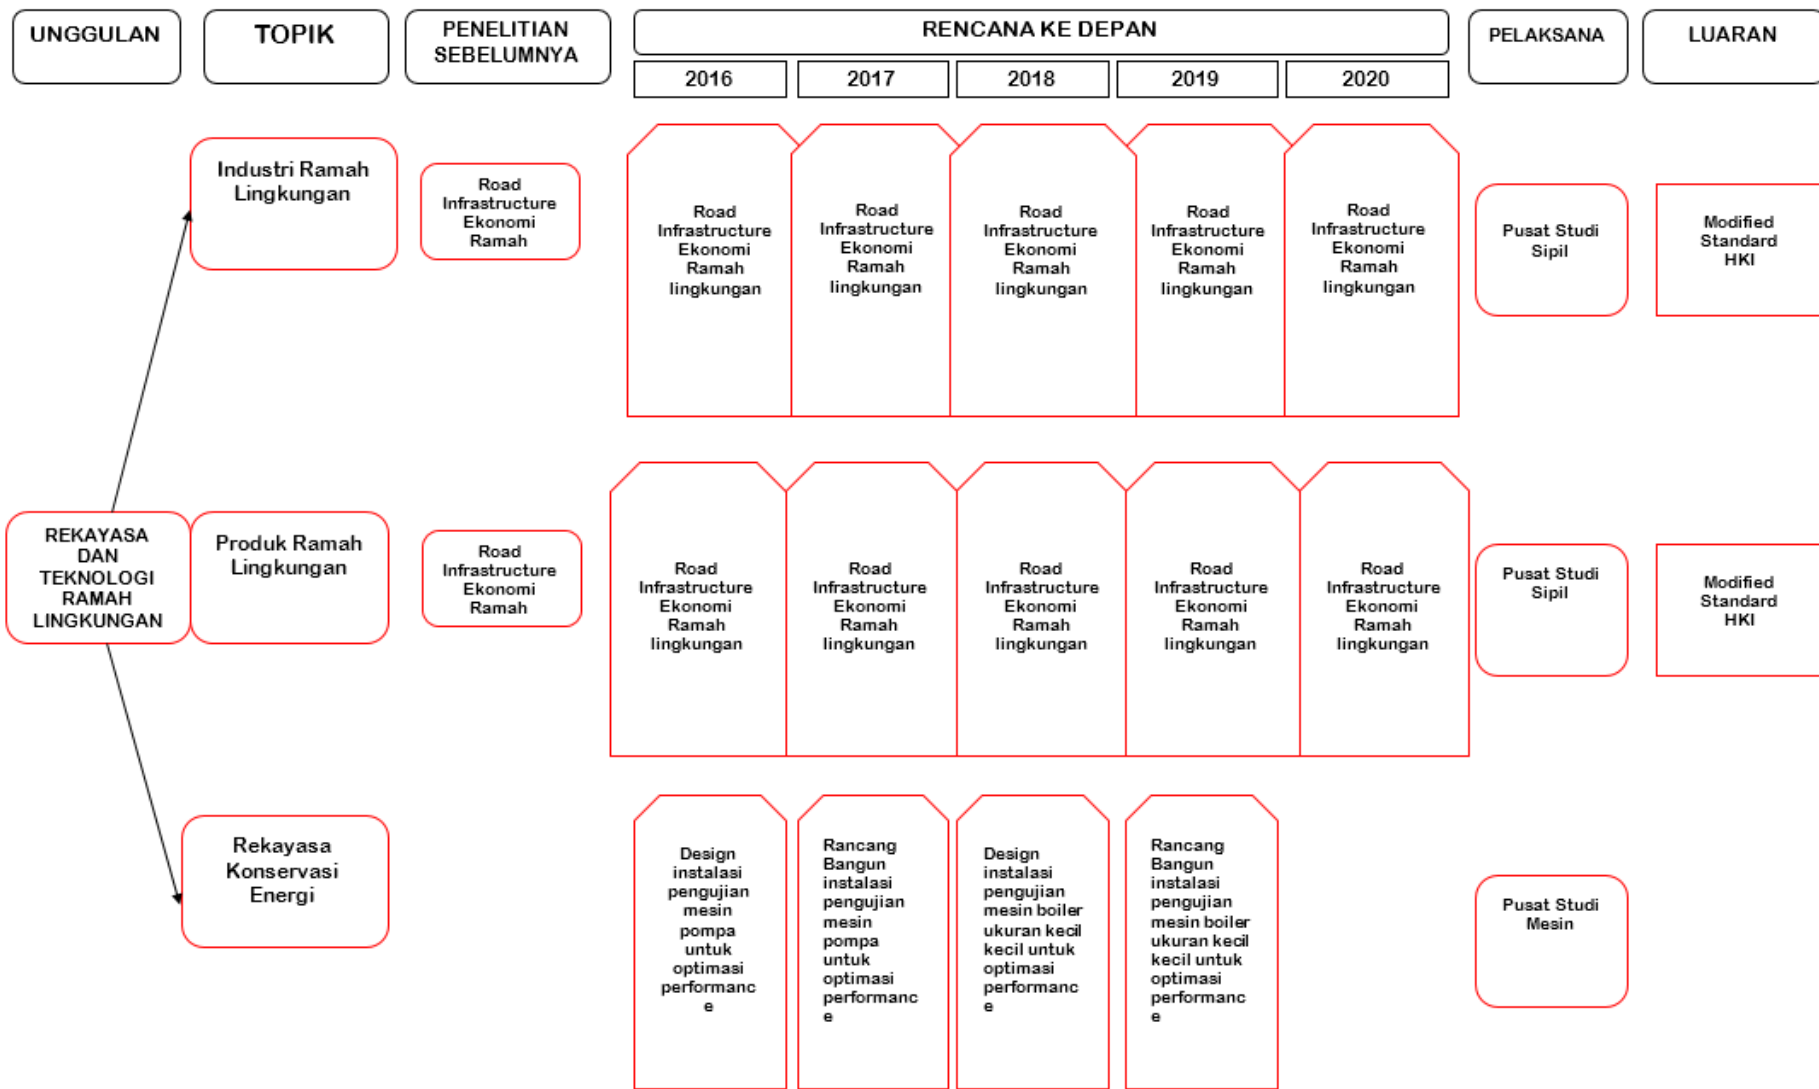 UNGGULAN
TOPIK
PENELITIAN
SEBELUMNYA
RENCANA KE DEPAN
2016
2017
2018
2019
2020
PELAKSANA
LUARAN
Industri Ramah
Lingkungan
Road
Infrastructure
Ekonomi
Ramah
Road
Infrastructure
Ekonomi
Ramah
lingkungan
Road
Infrastructure
Ekonomi
Ramah
lingkungan
Road
Infrastructure
Ekonomi
Ramah
lingkungan
Road
Infrastructure
Ekonomi
Ramah
lingkungan
Road
Infrastructure
Ekonomi
Ramah
lingkungan
Pusat Studi
Sipil
Modified
Standard
HKI
REKAYASA
DAN
TEKNOLOGI
RAMAH
LINGKUNGAN
Produk Ramah
Lingkungan
Road
Infrastructure
Ekonomi
Ramah
Road
Infrastructure
Ekonomi
Ramah
lingkungan
Road
Infrastructure
Ekonomi
Ramah
lingkungan
Road
Infrastructure
Ekonomi
Ramah
lingkungan
Road
Infrastructure
Ekonomi
Ramah
lingkungan
Road
Infrastructure
Ekonomi
Ramah
lingkungan
Pusat Studi
Sipil
Modified
Standard
HKI
Rekayasa
Konservasi
Energi
Design
instalasi
pengujian
mesin
pompa
untuk
optimasi
performanc
e
Rancang
Bangun
instalasi
pengujian
mesin
pompa
untuk
optimasi
performanc
e
Design
instalasi
pengujian
mesin boiler
ukuran kecil
kecil untuk
optimasi
performanc
e
Rancang
Bangun
instalasi
pengujian
mesin boiler
ukuran kecil
kecil untuk
optimasi
performanc
e
Pusat Studi
Mesin